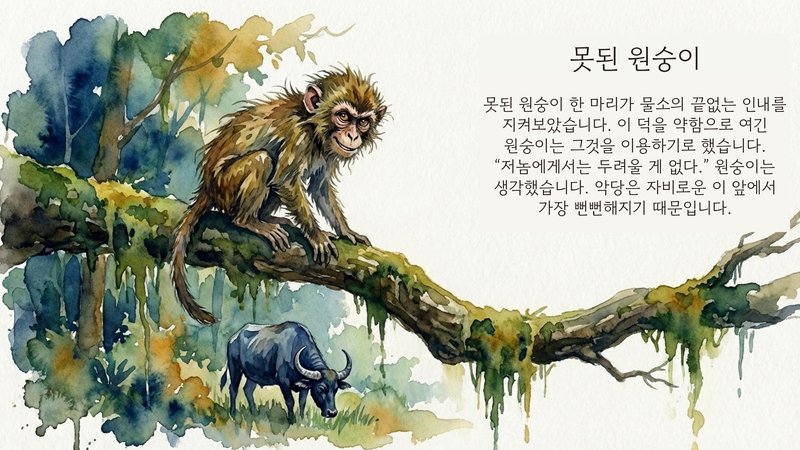 못된 원숭이
못된 원숭이 한 마리가 물소의 끝없는 인내를
지켜보았습니다. 이 덕을 약함으로 여긴
원숭이는 그것을 이용하기로 했습니다.
“저놈에게서는 두려울 게 없다.” 원숭이는
생각했습니다. 악당은 자비로운 이 앞에서
가장 뻔뻔해지기 때문입니다.